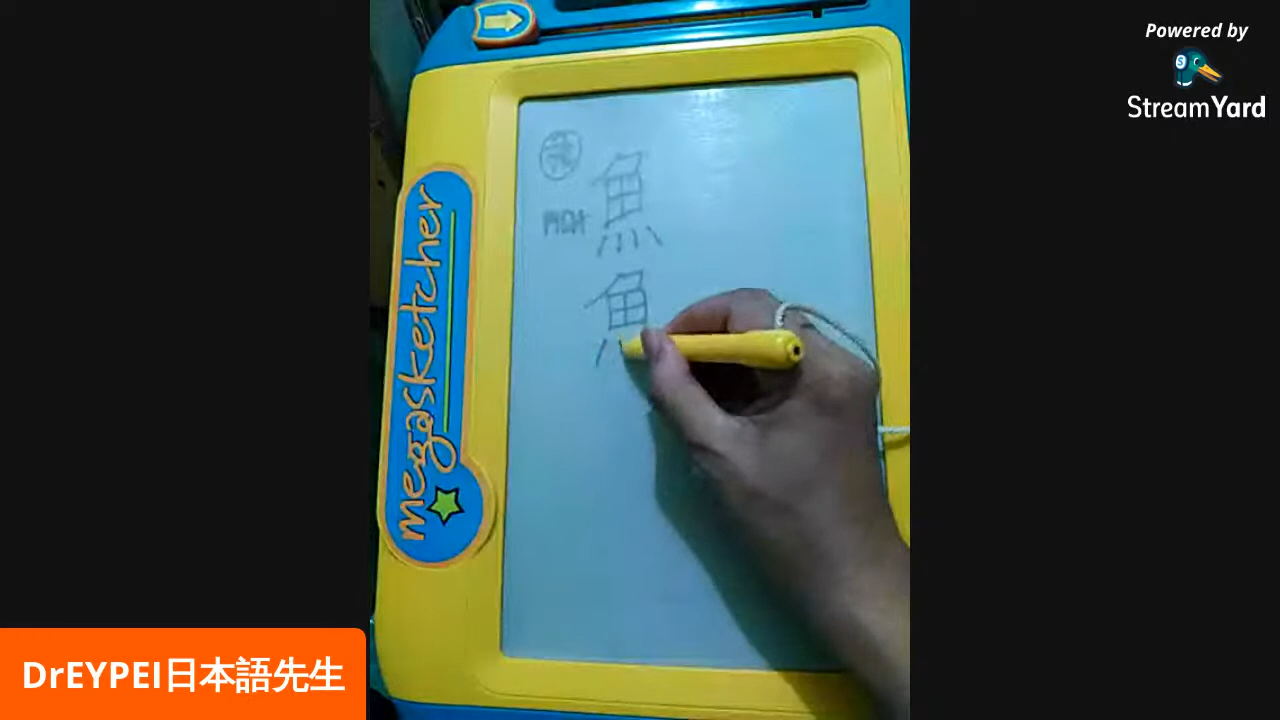 Powered by
StreamYard
魚
魚
megasketcher
DrEYPEI日本語先生